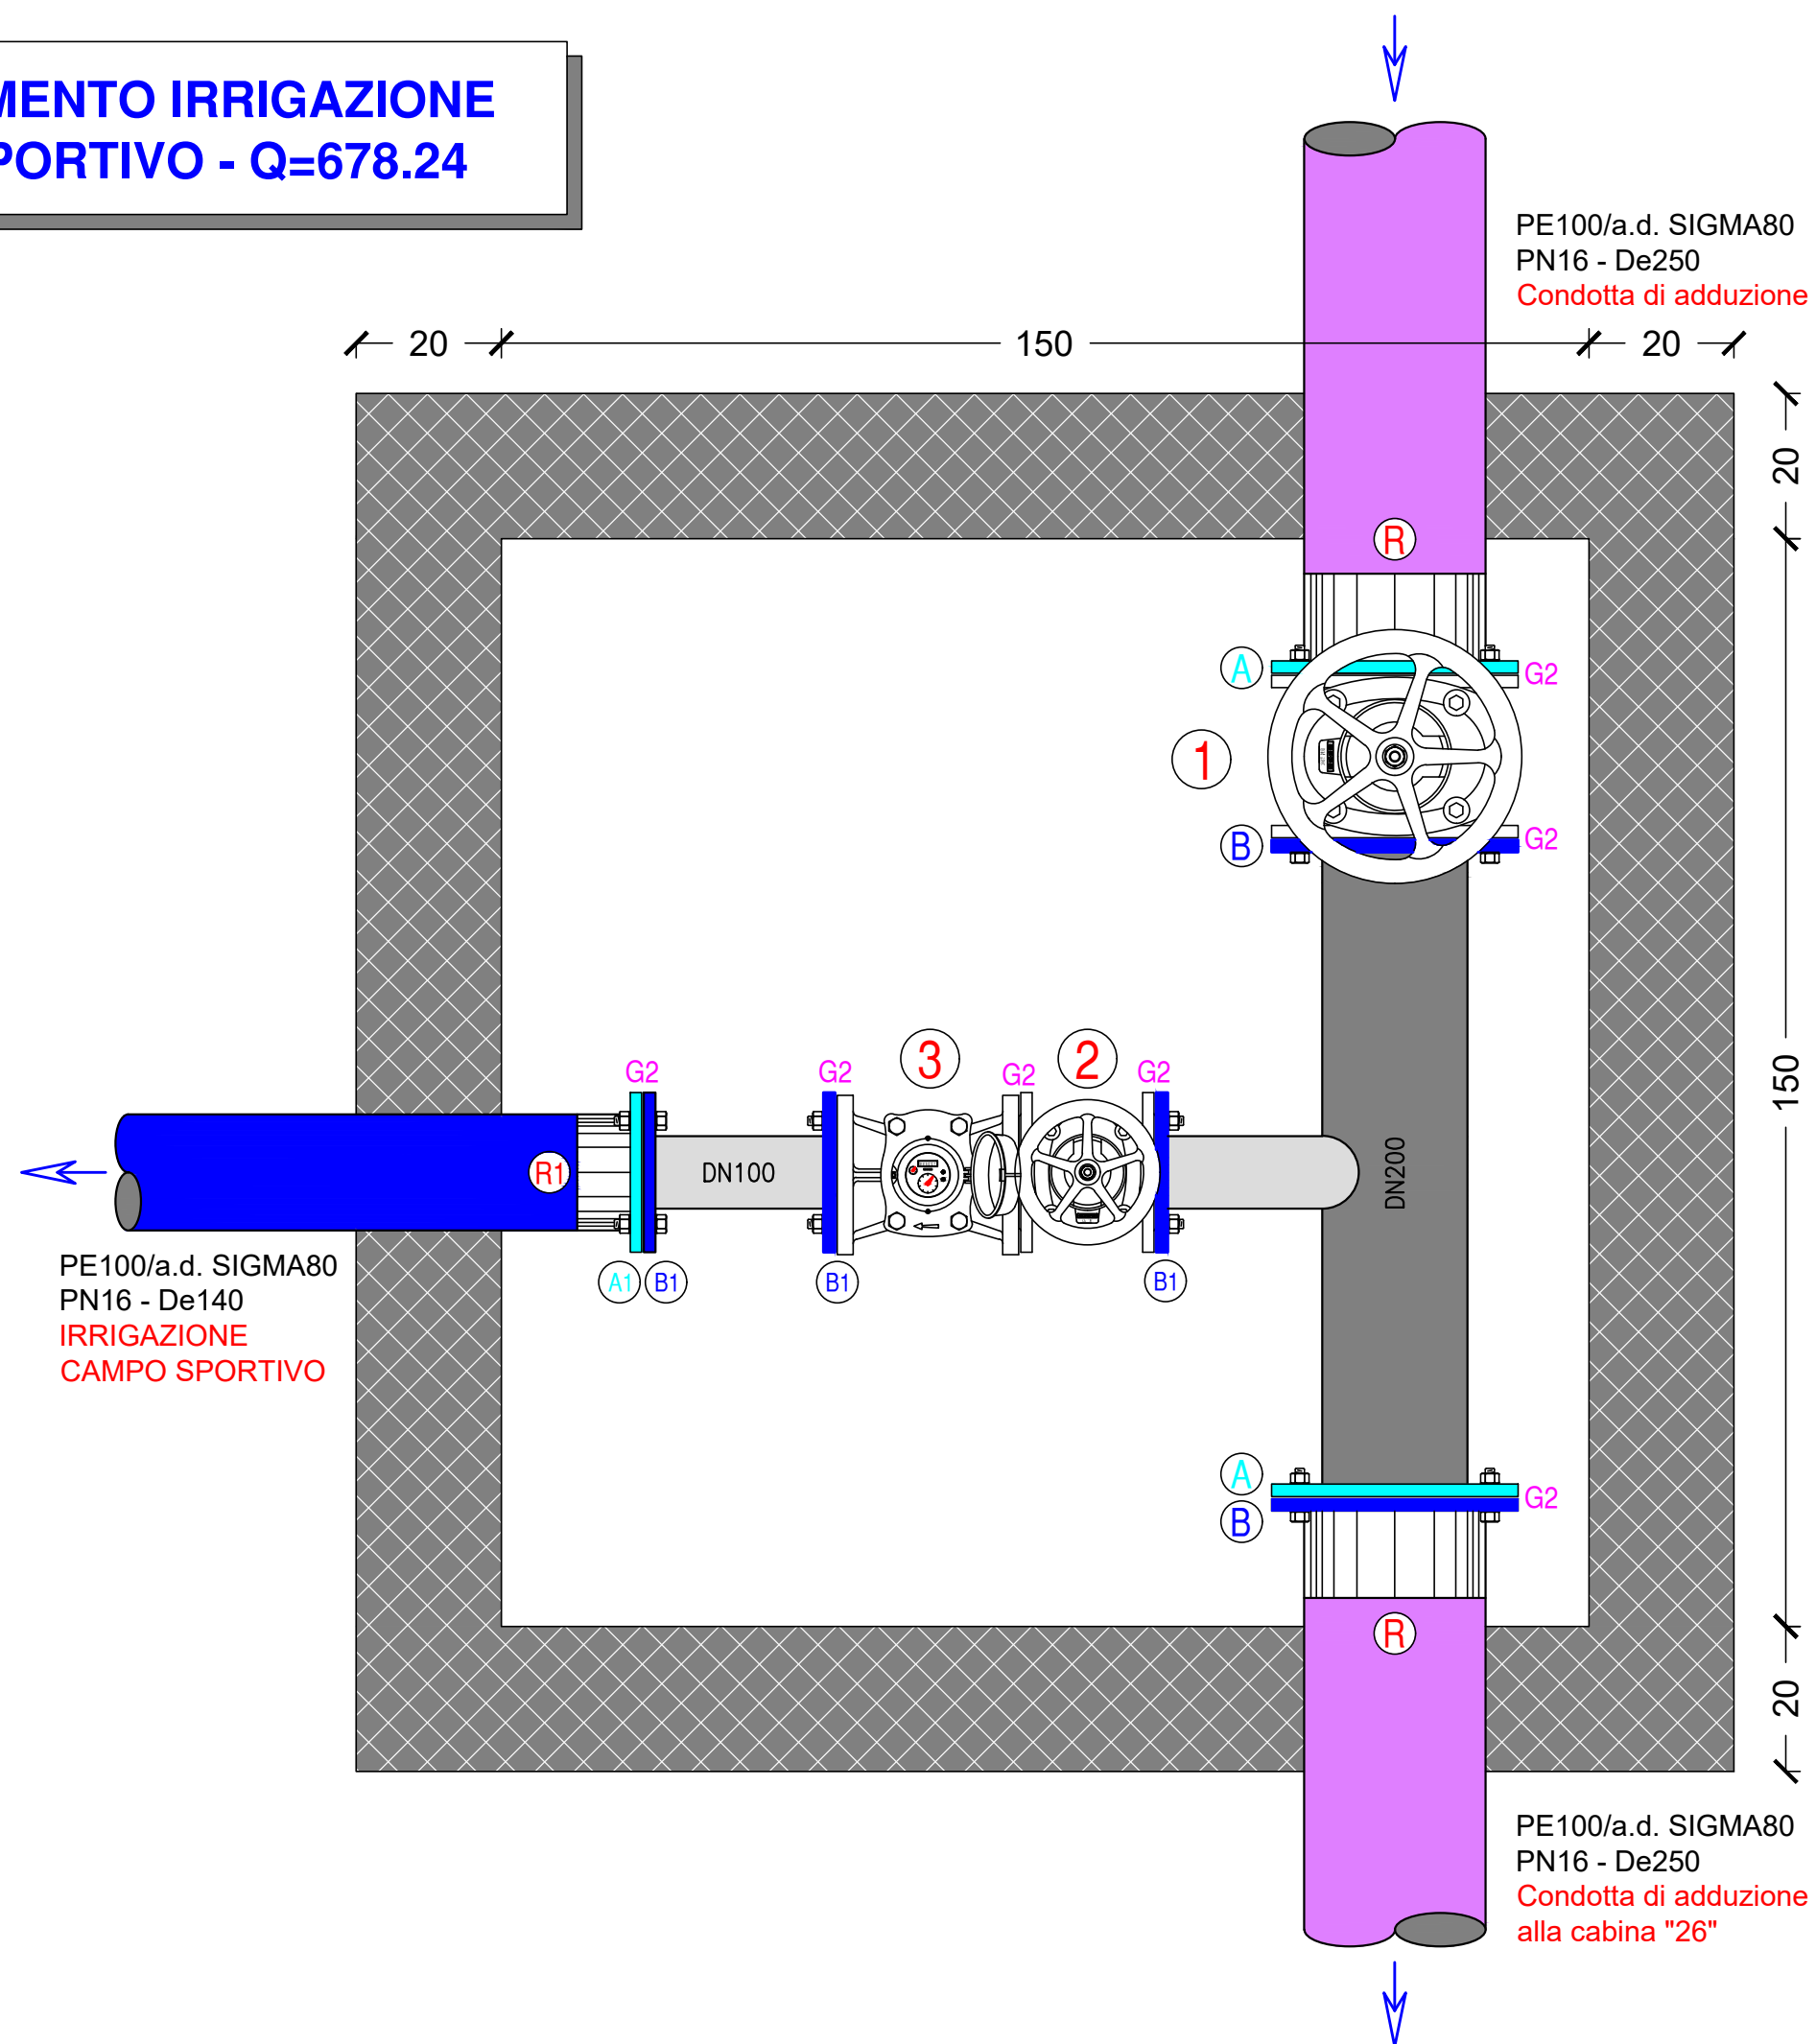 MENTO IRRIGAZIONE
PORTIVO - Q=678.24
PE100/a.d. SIGMA80
PN16 - De250
Condotta di adduzione
20
150
20
20
R
A
G2
1
B
G2
150
3
2
G2
G2
G2
G2
R1
DN100
DN200
A1
B1
B1
B1
PE100/a.d. SIGMA80
PN16 - De140
IRRIGAZIONE
CAMPO SPORTIVO
A
G2
B
R
20
PE100/a.d. SIGMA80
PN16 - De250
Condotta di adduzione
alla cabina "26"